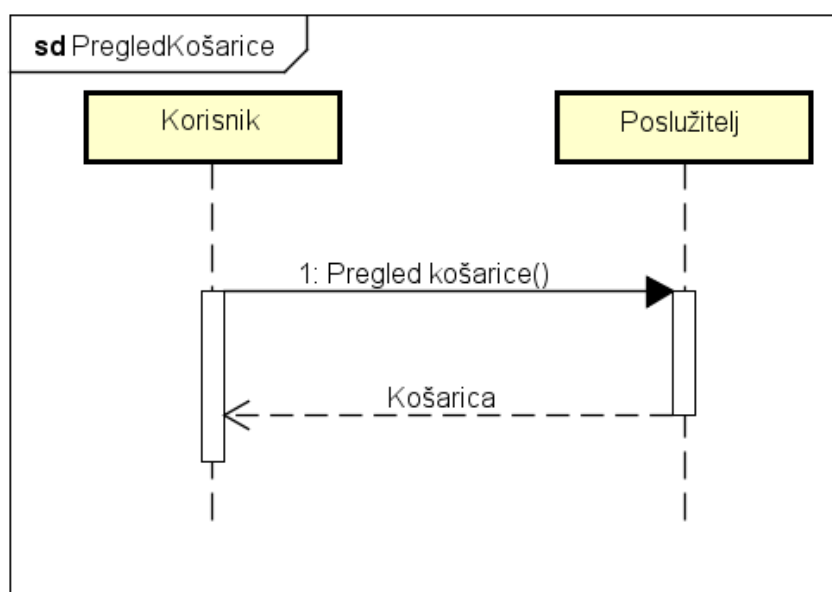 sd PregledKošarice
Korisnik
Poslužitelj
1: Pregled košarice()
Košarica